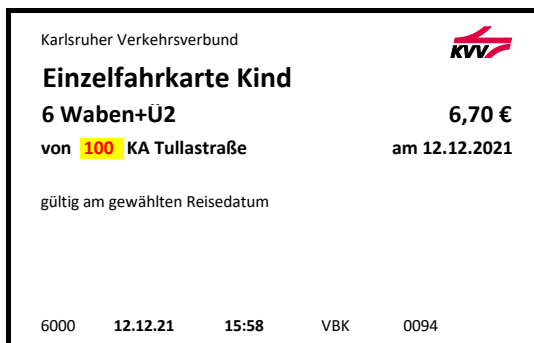 Karlsruher Verkehrsverbund
KVV
Einzelfahrkarte Kind
6 Waben+Ü2 6,70 €
von 100 KA Tullastraße am 12.12.2021
gültig am gewählten Reisedatum
6000 12.12.21 15:58 VBK 0094